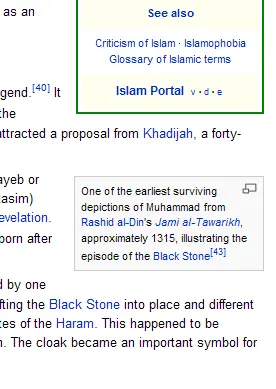 as an
See also
Criticism of Islam · Islamophobia
Glossary of Islamic terms
Islam Portal v • d • e
gend.[40] It
the
attracted a proposal from Khadijah, a forty-
ayeb or
asim)
evelation.
born after
One of the earliest surviving
depictions of Muhammad from
Rashid al-Din's Jami al-Tawarikh,
approximately 1315, illustrating the
episode of the Black Stone[43]
d by one
fting the Black Stone into place and different
tes of the Haram. This happened to be
n. The cloak became an important symbol for